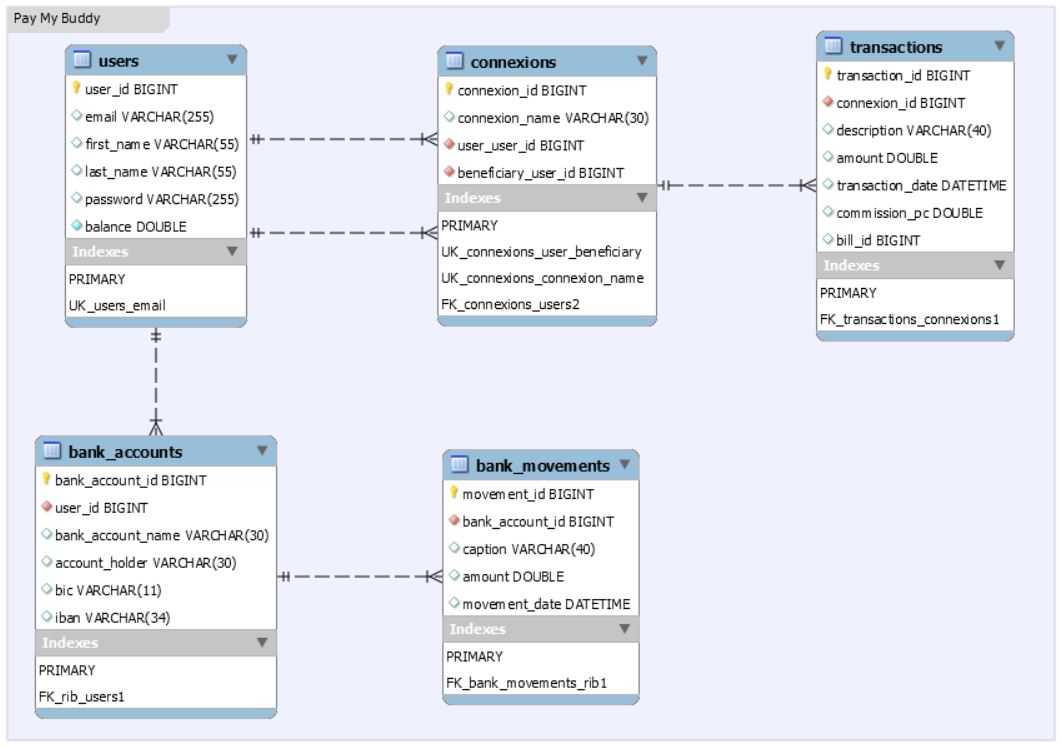 Pay My Buddy
users
user_id BIGINT
email VARCHAR(255)
first_name VARCHAR(55)
last_name VARCHAR(55)
password VARCHAR(255)
balance DOUBLE
Indexes
PRIMARY
UK_users_email
connexions
connexion_id BIGINT
connexion_name VARCHAR(30)
user_user_id BIGINT
beneficiary_user_id BIGINT
Indexes
PRIMARY
UK_connexions_user_beneficiary
UK_connexions_connexion_name
FK_connexions_users2
transactions
transaction_id BIGINT
connexion_id BIGINT
description VARCHAR(40)
amount DOUBLE
transaction_date DATETIME
commission_pc DOUBLE
bill_id BIGINT
Indexes
PRIMARY
FK_transactions_connexions1
bank_accounts
bank_account_id BIGINT
user_id BIGINT
bank_account_name VARCHAR(30)
account_holder VARCHAR(30)
bic VARCHAR(11)
iban VARCHAR(34)
Indexes
PRIMARY
FK_rib_users1
bank_movements
movement_id BIGINT
bank_account_id BIGINT
caption VARCHAR(40)
amount DOUBLE
movement_date DATETIME
Indexes
PRIMARY
FK_bank_movements_rib1